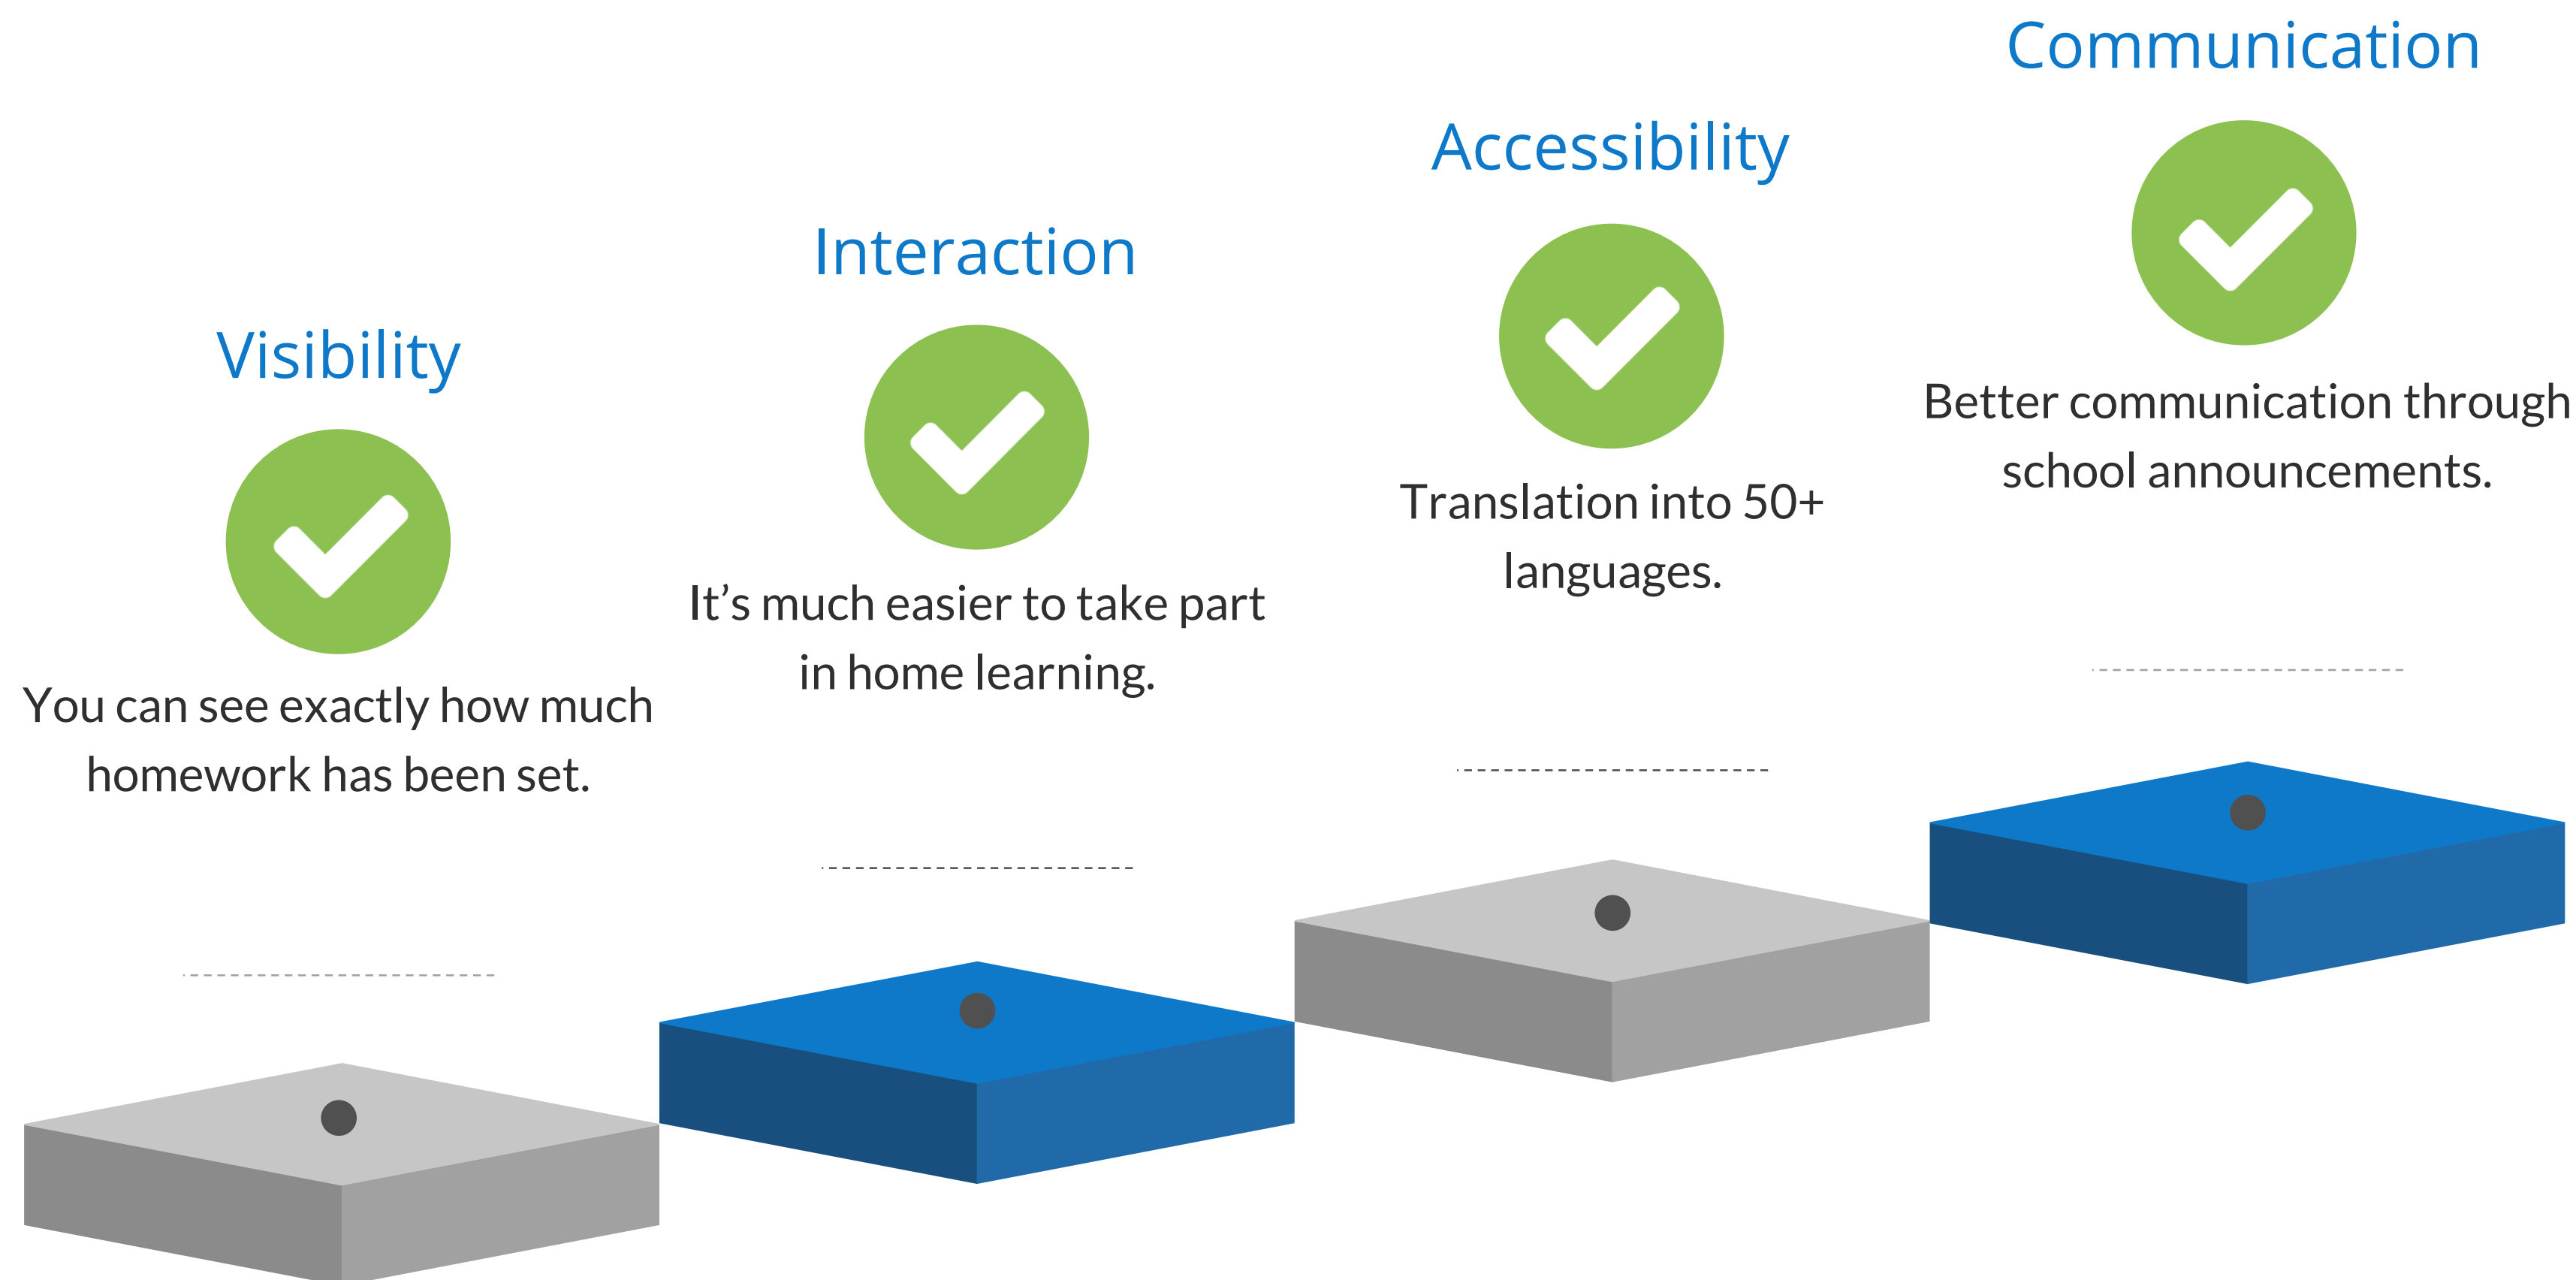 Visibility
You can see exactly how much
homework has been set.
Interaction
It’s much easier to take part
in home learning.
Accessibility
Translation into 50+
languages.
Communication
Better communication through
school announcements.